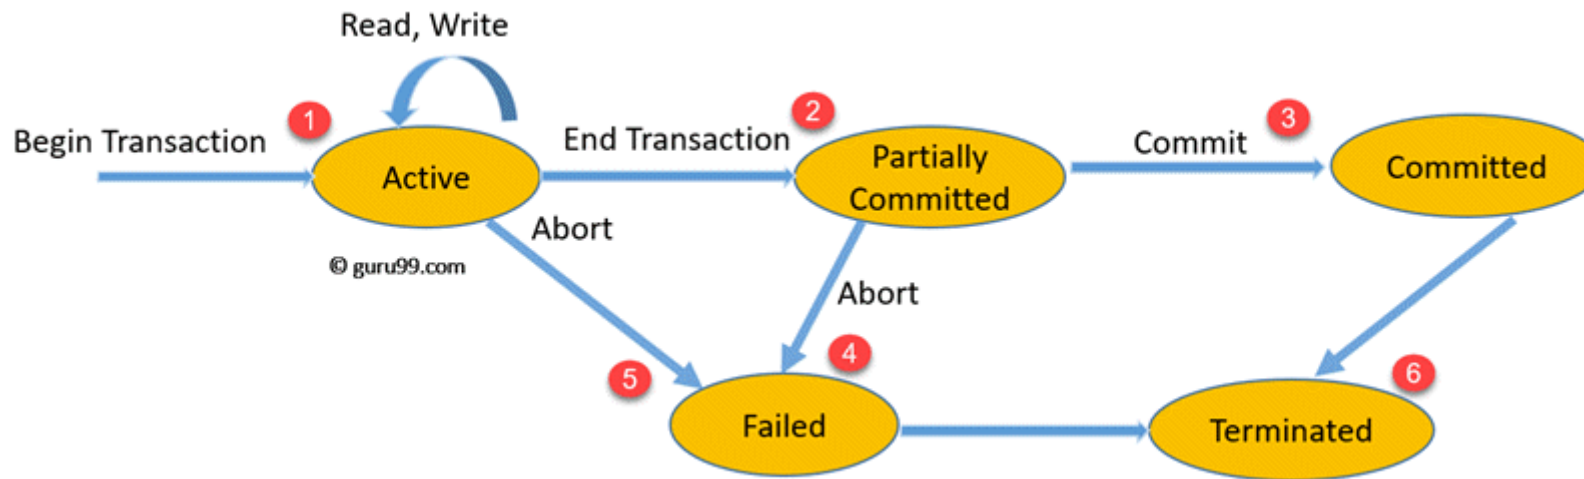 Read, Write
1
2
3
Begin Transaction
End Transaction
Commit
Active
Partially
Committed
Committed
Abort
© guru99.com
Abort
5
4
6
Failed
Terminated